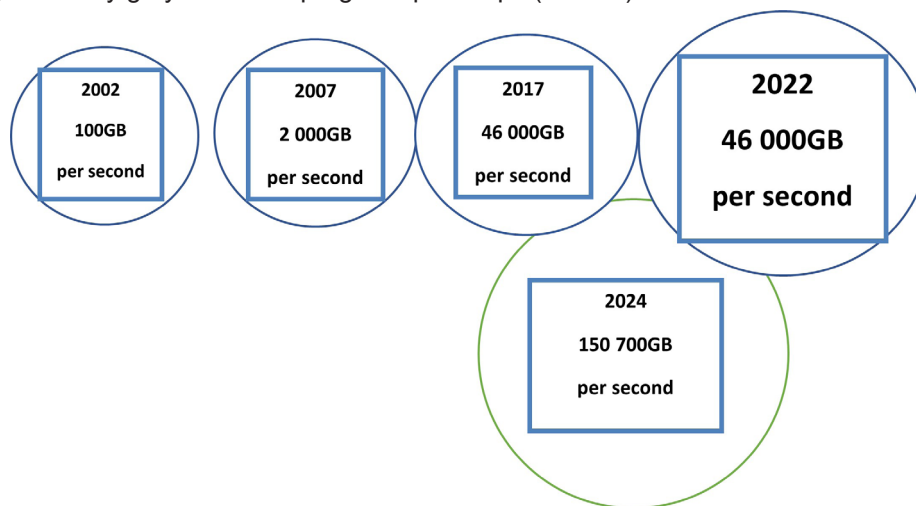 2002
100GB
per second
2007
2 000GB
per second
2017
46 000GB
per second
2022
46 000GB
per second
2024
150 700GB
per second